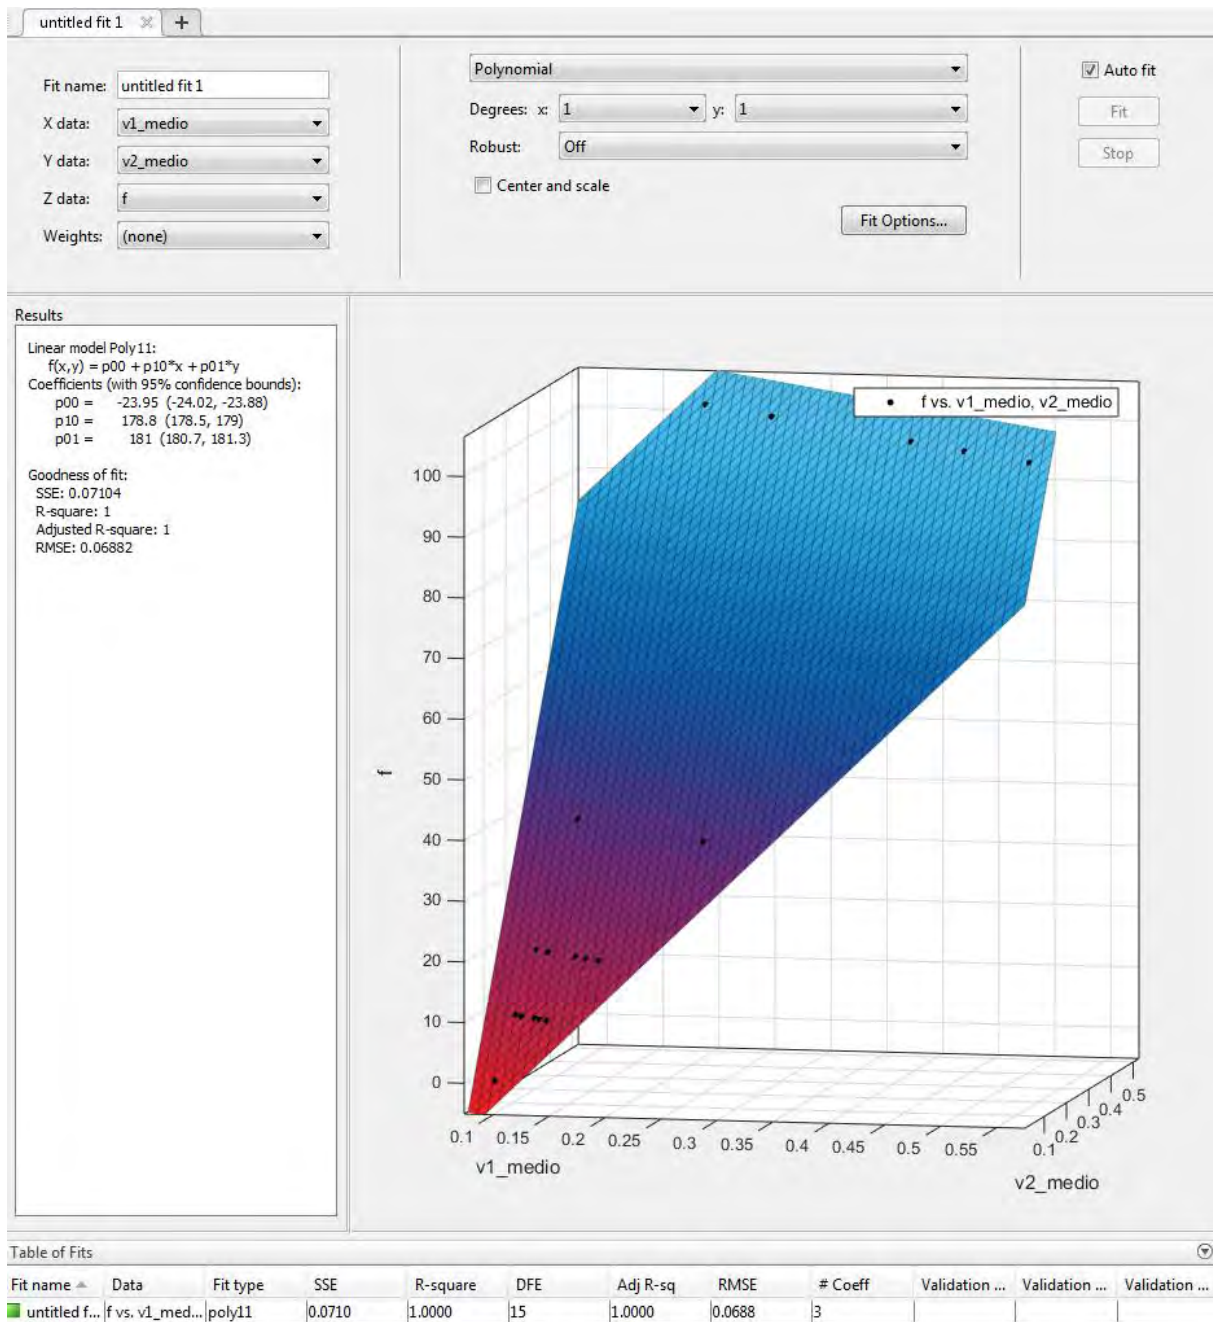 untitled fit 1
+
Fit name: untitled fit 1
X data: v1_medio
Y data: v2_medio
Z data: f
Weights: (none)
Polynomial
Degrees: x: 1 y: 1
Robust: Off
Center and scale
Fit Options...
Auto fit
Fit
Stop
Results
Linear model Poly11:
f(x,y) = p00 + p10*x + p01*y
Coefficients (with 95% confidence bounds):
p00 = -23.95 (-24.02, -23.88)
p10 = 178.8 (178.5, 179)
p01 = 181 (180.7, 181.3)
Goodness of fit:
SSE: 0.07104
R-square: 1
Adjusted R-square: 1
RMSE: 0.06882
f vs. v1_medio, v2_medio
100
90
80
70
60
50
40
30
20
10
0
f
0.1 0.15 0.2 0.25 0.3 0.35 0.4 0.45 0.5 0.55
v1_medio
0.1 0.2 0.3 0.4 0.5
v2_medio
Table of Fits
Fit name Data Fit type SSE R-square DFE Adj R-sq RMSE # Coeff Validation ... Validation ... Validation ...
untitled f... f vs. v1_med... poly11 0.0710 1.0000 15 1.0000 0.0688 3